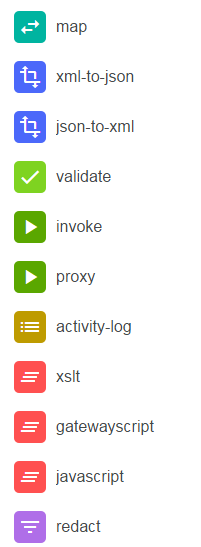 map
xml-to-json
json-to-xml
validate
invoke
proxy
activity-log
xslt
gatewayscript
javascript
redact